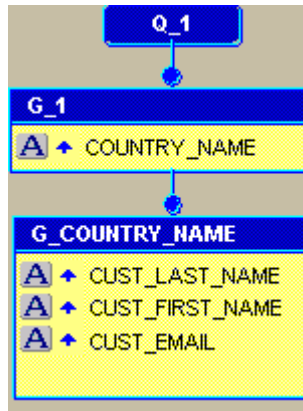 Q_1
G_1
A COUNTRY_NAME
G_COUNTRY_NAME
A CUST_LAST_NAME
A CUST_FIRST_NAME
A CUST_EMAIL